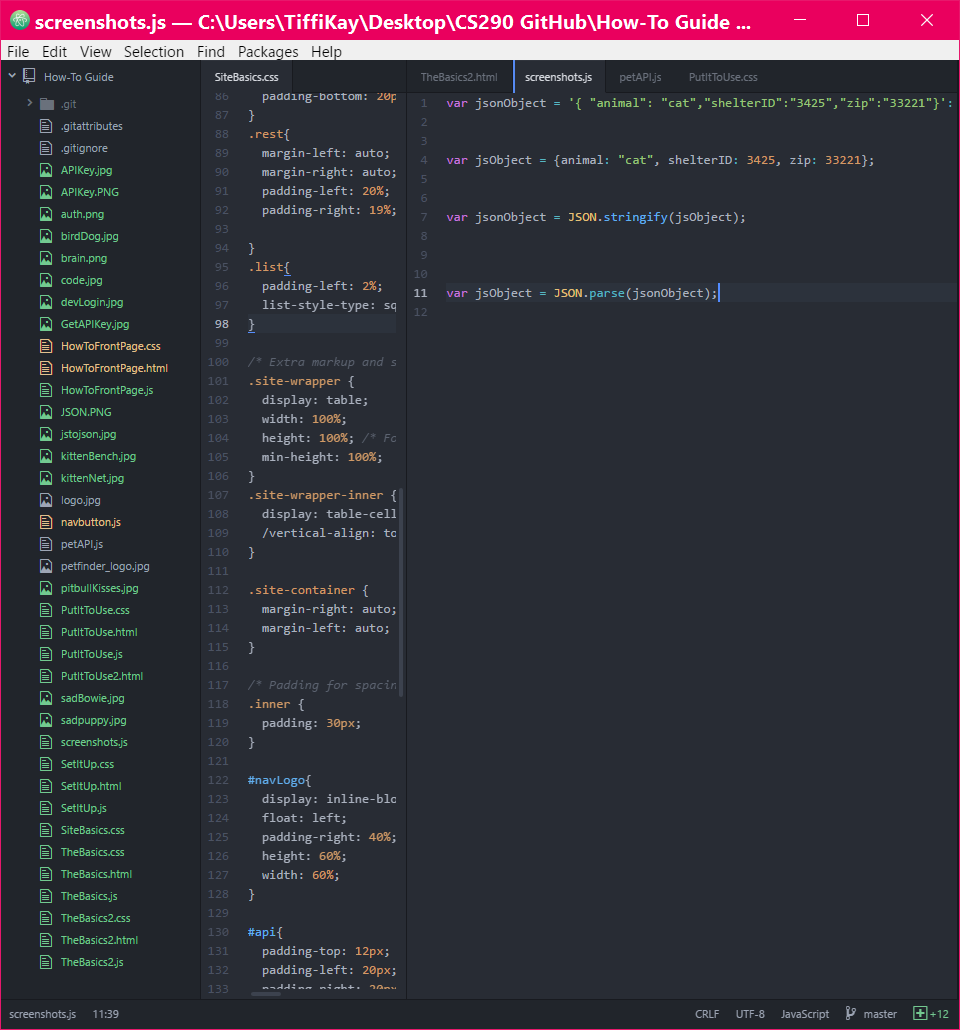 screenshots.js — C:\Users\TiffiKay\Desktop\CS290 GitHub\How-To Guide ...
File Edit View Selection Find Packages Help
How-To Guide
.git
.gitattributes
.gitignore
APIKey.jpg
APIKey.PNG
auth.png
birdDog.jpg
brain.png
code.jpg
devLogin.jpg
GetAPIKey.jpg
HowToFrontPage.css
HowToFrontPage.html
HowToFrontPage.js
JSON.PNG
jstojson.jpg
kittenBench.jpg
kittenNet.jpg
logo.jpg
navbutton.js
petAPI.js
petfinder_logo.jpg
pitbullKisses.jpg
PutItToUse.css
PutItToUse.html
PutItToUse.js
PutItToUse2.html
sadBowie.jpg
sadpuppy.jpg
screenshots.js
SetItUp.css
SetItUp.html
SetItUp.js
SiteBasics.css
TheBasics.css
TheBasics.html
TheBasics.js
TheBasics2.css
TheBasics2.html
TheBasics2.js
SiteBasics.css
86 padding-bottom: 20p
87 }
88 .rest{
89 margin-left: auto;
90 margin-right: auto;
91 padding-left: 20%;
92 padding-right: 19%;
93
94 }
95 .list{
96 padding-left: 2%;
97 list-style-type: sq
98 }
99
100 /* Extra markup and s
101 .site-wrapper {
102 display: table;
103 width: 100%;
104 height: 100%; /* Fo
105 min-height: 100%;
106 }
107 .site-wrapper-inner {
108 display: table-cell
109 /vertical-align: to
110 }
111
112 .site-container {
113 margin-right: auto;
114 margin-left: auto;
115 }
116
117 /* Padding for spacin
118 .inner {
119 padding: 30px;
120 }
121
122 #navLogo{
123 display: inline-blo
124 float: left;
125 padding-right: 40%;
126 height: 60%;
127 width: 60%;
128 }
129
130 #api{
131 padding-top: 12px;
132 padding-left: 20px;
133 padding-right: 20px
TheBasics2.html screenshots.js petAPI.js PutItToUse.css
1 var jsonObject = '{ "animal": "cat","shelterID":"3425","zip":"33221"}':
2
3
4 var jsObject = {animal: "cat", shelterID: 3425, zip: 33221};
5
6
7 var jsonObject = JSON.stringify(jsObject);
8
9
10
11 var jsObject = JSON.parse(jsonObject);
12
screenshots.js 11:39 CRLF UTF-8 JavaScript master +12